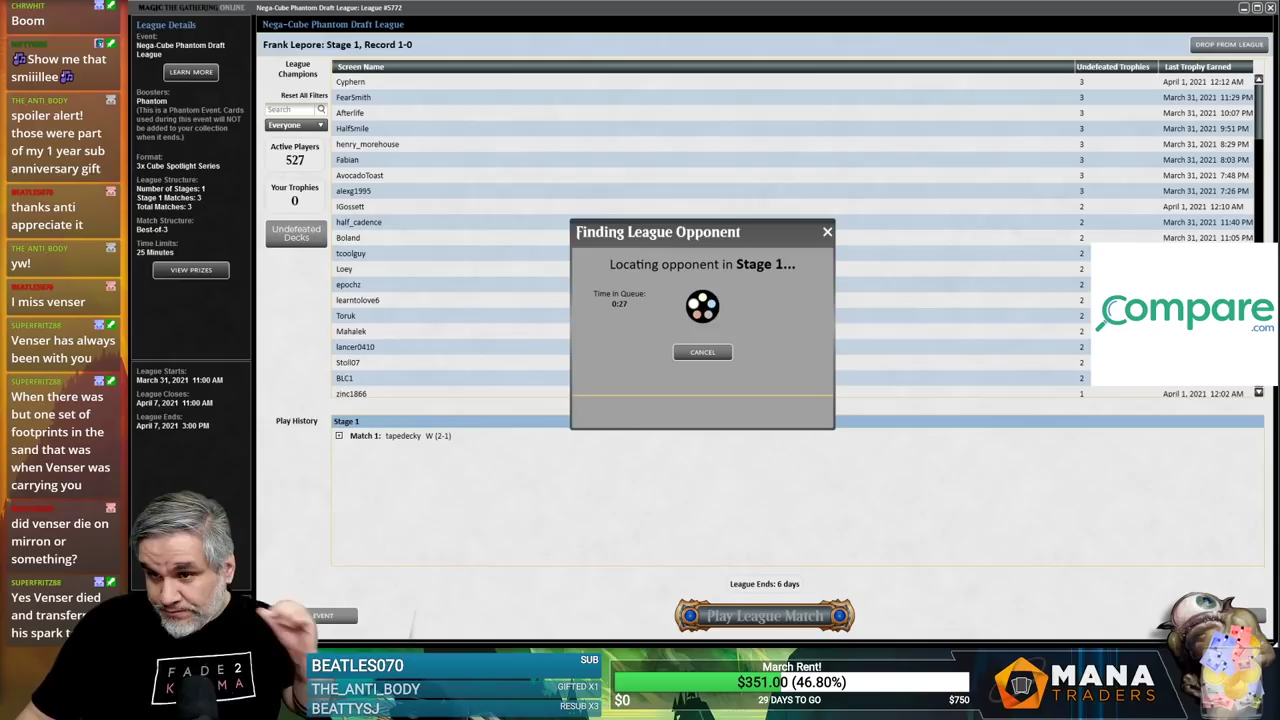 CHRWHIT
Boom
🎶Show me that
smiiillee🎶
THE ANTI_BODY
spoiler alert!
those were part
of my 1 year sub
anniversary gift
BEATLES070
thanks anti
appreciate it
THE ANTI_BODY
yw!
BEATLES070
I miss venser
SUPERFRITZ88
Venser has always
been with you
SUPERFRITZ88
When there was
but one set of
footprints in the
sand that was
when Venser was
carrying you
did venser die on
mirron or
something?
SUPERFRITZ88
Yes Venser died
and transfer
his spark t
MAGIC THE GATHERING ONLINE
Nega-Cube Phantom Draft League: League #5772
League Details
Event:
Nega-Cube Phantom Draft
League
LEARN MORE
Boosters:
Phantom
(This is a Phantom Event. Cards
used during this event will NOT
be added to your collection
when it ends.)
Format:
3x Cube Spotlight Series
League Structure:
Number of Stages: 1
Stage 1 Matches: 3
Total Matches: 3
Match Structure:
Best-of-3
Time Limits:
25 Minutes
VIEW PRIZES
League Starts:
March 31, 2021 11:00 AM
League Closes:
April 7, 2021 11:00 AM
League Ends:
April 7, 2021 3:00 PM
Nega-Cube Phantom Draft League
Frank Lepore: Stage 1, Record 1-0
DROP FROM LEAGUE
League
Champions
Reset All Filters
Search
Everyone
Active Players
527
Your Trophies
0
Undefeated
Decks
Screen Name Undefeated Trophies Last Trophy Earned
Cyphern 3 April 1, 2021 12:12 AM
FearSmith 3 March 31, 2021 11:29 PM
Afterlife 3 March 31, 2021 10:07 PM
HalfSmile 3 March 31, 2021 9:51 PM
henry_morehouse 3 March 31, 2021 8:29 PM
Fabian 3 March 31, 2021 8:03 PM
AvocadoToast 3 March 31, 2021 7:48 PM
alexg1995 3 March 31, 2021 7:26 PM
IGossett 2 April 1, 2021 12:10 AM
half_cadence 2 March 31, 2021 11:40 PM
Boland 2 March 31, 2021 11:05 PM
tcoolguy 2
Loey 2
epochz 2
learntolove6 2
Toruk 2
Mahalek 2
lancer0410 2
Stoll07 2
BLC1 2
zinc1866 1 April 1, 2021 12:02 AM
Finding League Opponent
Locating opponent in Stage 1...
Time In Queue:
0:27
CANCEL
Compare
.com
Play History
Stage 1
Match 1: tapedecky W (2-1)
League Ends: 6 days
EVENT
Play League Match
FADE 2
K RMA
BEATLES070 SUB
THE_ANTI_BODY GIFTED X1
BEATTYSJ RESUB X3
March Rent!
$351.00 (46.80%)
$0 29 DAYS TO GO $750
MANA
TRADERS